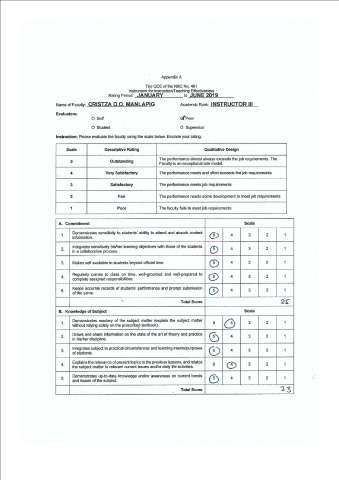 Appendix A
The QCE of the NBC No. 461
Instrument for Instruction/Teaching Effectiveness
Rating Period: JANUARY to JUNE 2019
Name of Faculty: CRISTZA D.O. MANLAPIG Academic Rank: INSTRUCTOR III
Evaluators:
O Self Peer
O Student O Supervisor
Instruction: Please evaluate the faculty using the scale below. Encircle your rating.
Scale Descriptive Rating Qualitative Design
5 Outstanding The performance almost always exceeds the job requirements. The
Faculty is an exceptional role model.
4 Very Satisfactory The performance meets and often exceeds the job requirements
3 Satisfactory The performance meets job requirements
2 Fair The performance needs some development to meet job requirements
1 Poor The faculty fails to meet job requirements
A. Commitment Scale
1. Demonstrates sensitivity to students' ability to attend and absorb content
information. 5 4 3 2 1
2. Integrates sensitively his/her learning objectives with those of the students
in a collaborative process. 5 4 3 2 1
3. Makes self-available to students beyond official time 5 4 3 2 1
4. Regularly comes to class on time, well-groomed and well-prepared to
complete assigned responsibilities. 5 4 3 2 1
5. Keeps accurate records of students' performance and prompt submission
of the same. 5 4 3 2 1
Total Score 25
B. Knowledge of Subject Scale
1. Demonstrates mastery of the subject matter (explain the subject matter
without relying solely on the prescribed textbook). 5 4 3 2 1
2. Draws and share information on the state of the art of theory and practice
in his/her discipline. 5 4 3 2 1
3. Integrates subject to practical circumstances and learning intents/purposes
of students 5 4 3 2 1
4. Explains the relevance of present topics to the previous lessons, and relates
the subject matter to relevant current issues and/or daily life activities. 5 4 3 2 1
5. Demonstrates up-to-date knowledge and/or awareness on current trends
and issues of the subject. 5 4 3 2 1
Total Score 23